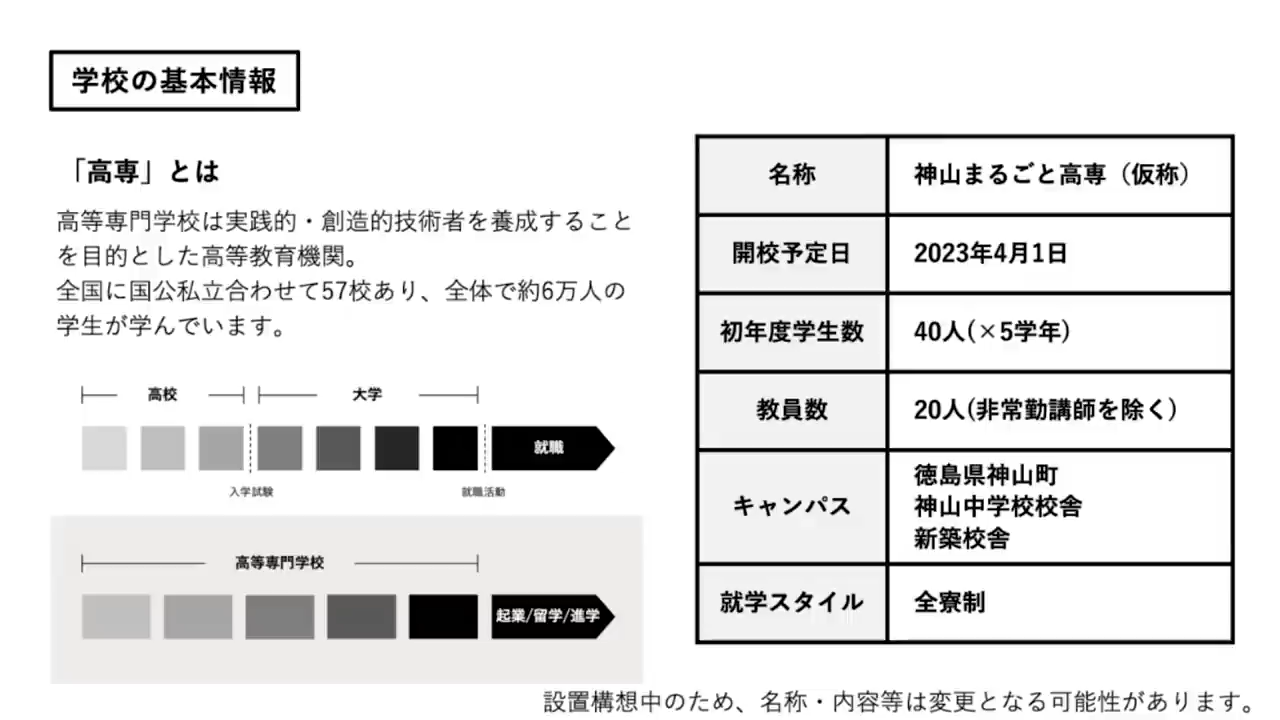 学校の基本情報
「高専」とは
高等専門学校は実践的・創造的技術者を養成すること
を目的とした高等教育機関。
全国に国公私立合わせて57校あり、全体で約6万人の
学生が学んでいます。
高校
大学
就職
入学試験
就職活動
高等専門学校
起業/留学/進学
名称
神山まるごと高専（仮称）
開校予定日
2023年4月1日
初年度学生数
40人(×5学年)
教員数
20人(非常勤講師を除く)
キャンパス
徳島県神山町
神山中学校校舎
新築校舎
就学スタイル
全寮制
設置構想中のため、名称・内容等は変更となる可能性があります。